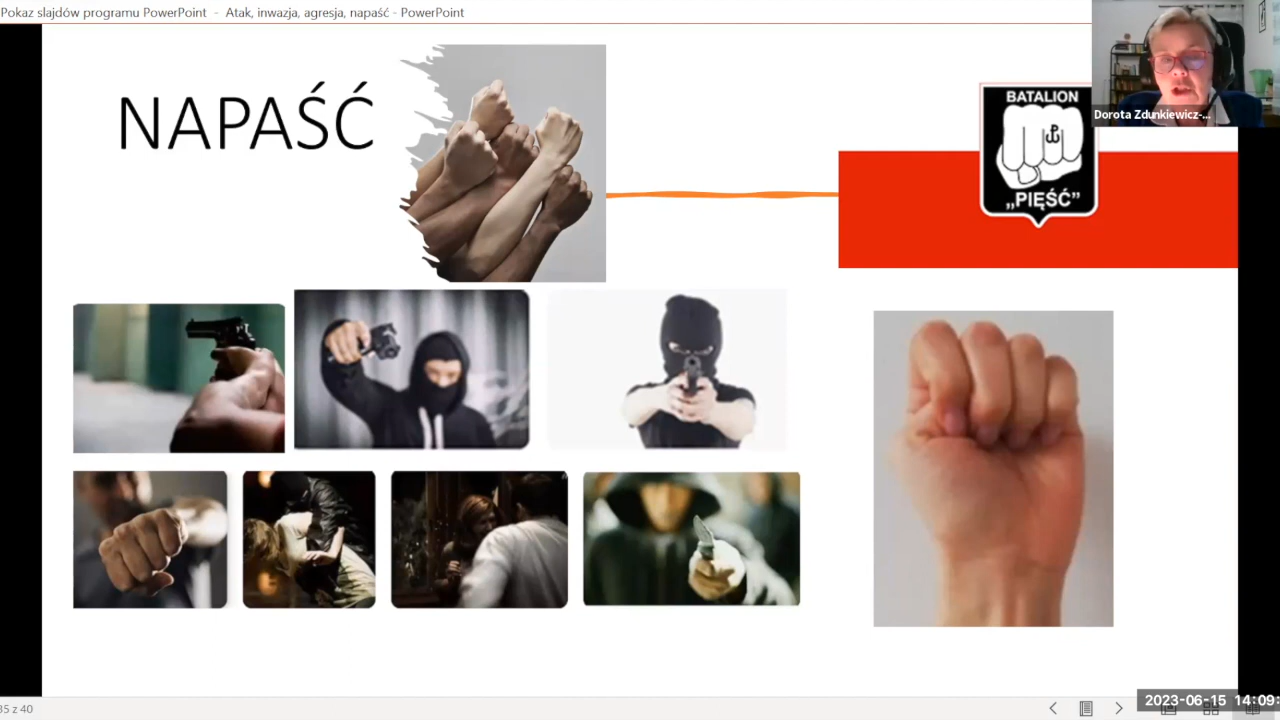 Pokaz slajdów programu PowerPoint - Atak, inwazja, agresja, napaść - PowerPoint
NAPAŚĆ
BATALION
„PIĘŚĆ”
Dorota Zdunkiewicz-...
35 z 40
2023-06-15 14:09: